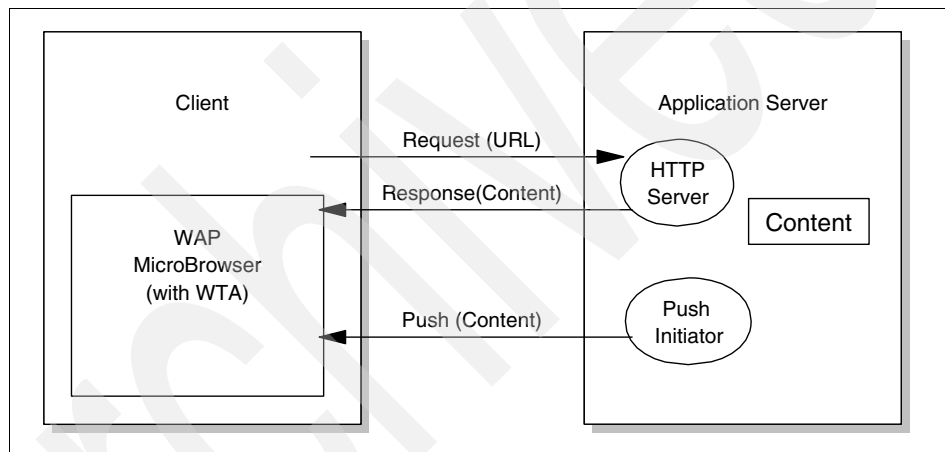 Client
Application Server
Request (URL)
HTTP
Server
Response(Content)
Content
WAP
MicroBrowser
(with WTA)
Push (Content)
Push
Initiator